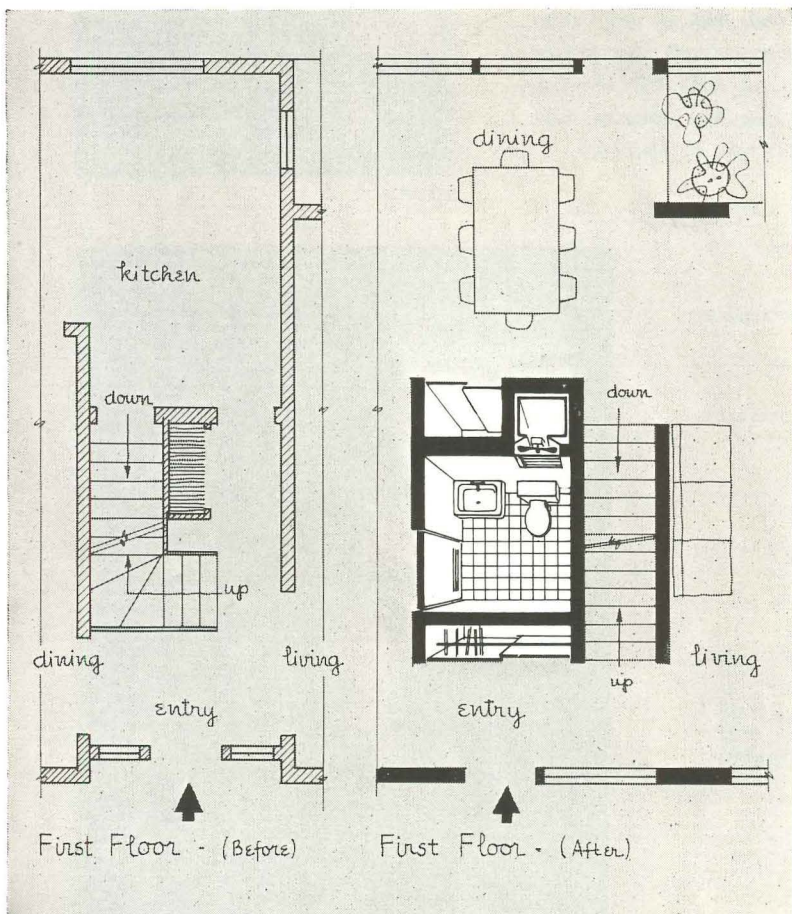 kitchen
down
up
dining
living
entry
First Floor - (Before)
dining
down
up
living
entry
First Floor - (After)